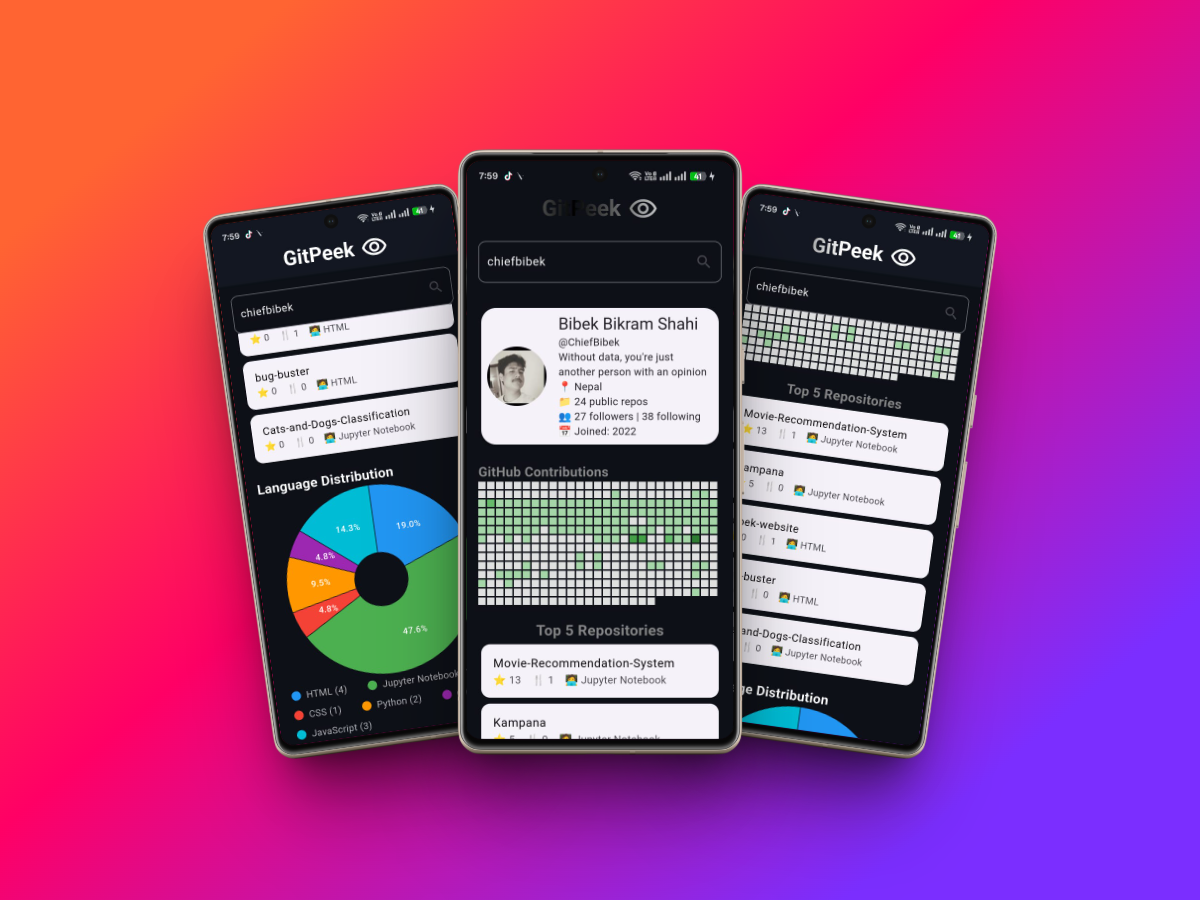 7:59
GitPeek
chiefbibek
0 1 HTML
bug-buster
0 0 HTML
Cats-and-Dogs-Classification
0 0 Jupyter Notebook
Language Distribution
14.3%
19.0%
4.8%
9.5%
4.8%
47.6%
HTML (4)
Jupyter Notebook
CSS (1)
Python (2)
JavaScript (3)
7:59
41
GitPeek
chiefbibek
Bibek Bikram Shahi
@ChiefBibek
Without data, you're just
another person with an opinion
Nepal
24 public repos
27 followers | 38 following
Joined: 2022
GitHub Contributions
Top 5 Repositories
Movie-Recommendation-System
13 1 Jupyter Notebook
Kampana
5 0 Jupyter Notebook
7:59
41
GitPeek
chiefbibek
Top 5 Repositories
Movie-Recommendation-System
13 1 Jupyter Notebook
ampana
5 0 Jupyter Notebook
ek-website
0 1 HTML
-buster
0 HTML
-and-Dogs-Classification
0 Jupyter Notebook
ge Distribution